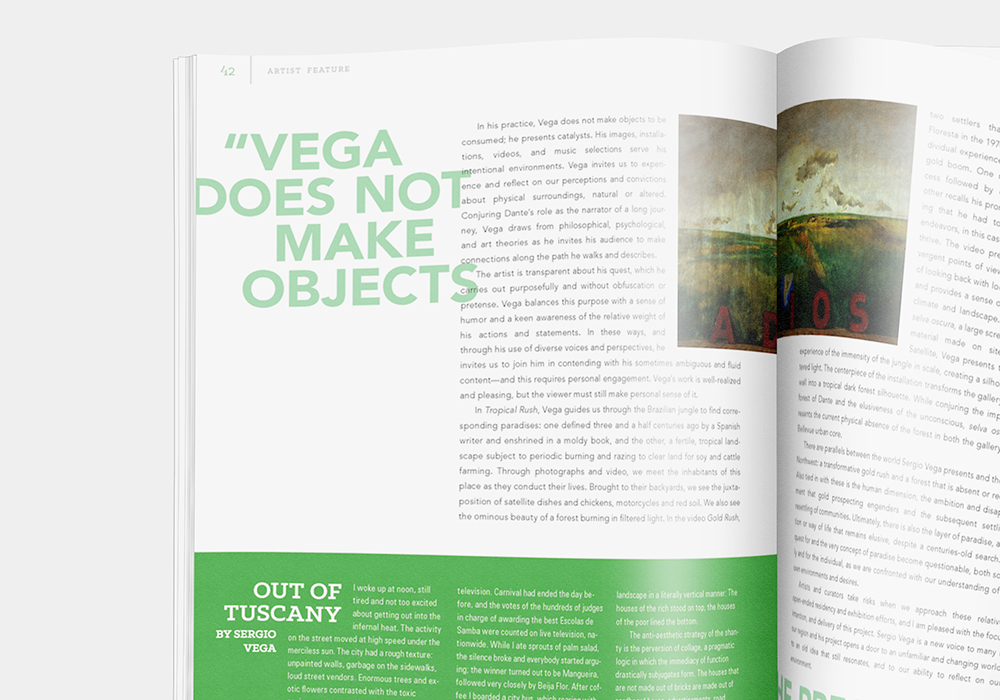 42
ARTIST FEATURE
“VEGA
DOES NOT
MAKE
OBJECTS
In his practice, Vega does not make objects to be
consumed; he presents catalysts. His images, installa-
tions, videos, and music selections serve his
intentional environments. Vega invites us to experi-
ence and reflect on our perceptions and convictions
about physical surroundings, natural or altered.
Conjuring Dante's role as the narrator of a long jour-
ney, Vega draws from philosophical, psychological,
and art theories as he invites his audience to make
connections along the path he walks and describes.
The artist is transparent about his quest, which he
carries out purposefully and without obfuscation or
pretense. Vega balances this purpose with a sense of
humor and a keen awareness of the relative weight of
his actions and statements. In these ways, and
through his use of diverse voices and perspectives, he
invites us to join him in contending with his sometimes ambiguous and fluid
content—and this requires personal engagement. Vega's work is well-realized
and pleasing, but the viewer must still make personal sense of it.
In Tropical Rush, Vega guides us through the Brazilian jungle to find corre-
sponding paradises: one defined three and a half centuries ago by a Spanish
writer and enshrined in a moldy book, and the other, a fertile, tropical land-
scape subject to periodic burning and razing to clear land for soy and cattle
farming. Through photographs and video, we meet the inhabitants of this
place as they conduct their lives. Brought to their backyards, we see the juxta-
position of satellite dishes and chickens, motorcycles and red soil. We also see
the ominous beauty of a forest burning in filtered light. In the video Gold Rush,
OUT OF
TUSCANY
BY SERGIO
VEGA
I woke up at noon, still
tired and not too excited
about getting out into the
infernal heat. The activity
on the street moved at high speed under the
merciless sun. The city had a rough texture:
unpainted walls, garbage on the sidewalks,
loud street vendors. Enormous trees and ex-
otic flowers contrasted with the toxic
television. Carnival had ended the day be-
fore, and the votes of the hundreds of judges
in charge of awarding the best Escolas de
Samba were counted on live television, na-
tionwide. While I ate sprouts of palm salad,
the silence broke and everybody started argu-
ing; the winner turned out to be Mangueira,
followed very closely by Beija Flor. After cof-
fee I boarded a city bus, which roaring with
landscape in a literally vertical manner. The
houses of the rich stood on top, the houses
of the poor lined the bottom.
The anti-aesthetic strategy of the shan-
ty is the perversion of collage, a pragmatic
logic in which the immediacy of function
drastically subjugates form. The houses that
are not made out of bricks are made out of
ADIOS
two settlers tha
Floresta in the 197
dividual experience
gold boom. One
cess followed by
other recalls his pro
ing that he had to
endeavors, in this cas
thrive. The video pre
vergent points of view
of looking back with lo
and provides a sense o
climate and landscape.
selva oscura, a large scre
material made on site
Satellite, Vega presents t
experience of the immensity of the jungle in scale, creating a silho
tered light. The centerpiece of the installation transforms the gallery
wall into a tropical dark forest silhouette. While conjuring the imp
forest of Dante and the elusiveness of the unconscious, selva os
resents the current physical absence of the forest in both the gallery
Bellevue urban core.
There are parallels between the world Sergio Vega presents and th
Northwest: a transformative gold rush and a forest that is absent or re
Also tied in with these is the human dimension, the ambition and disap
ment that gold prospecting engenders and the subsequent settli
resettling of communities. Ultimately, there is also the layer of paradise, a
tion or way of life that remains elusive, despite a centuries-old search.
quest for and the very concept of paradise become questionable, both so
ly and for the individual, as we are confronted with our understanding of
own environments and desires.
Artists and curators take risks when we approach these relative
open-ended residency and exhibition efforts, and I am pleased with the focu
vention, and delivery of this project. Sergio Vega is a new voice to many i
our region and his project opens a door to an unfamiliar and changing world
to an old idea that still resonates, and to our ability to reflect on ou
environment.